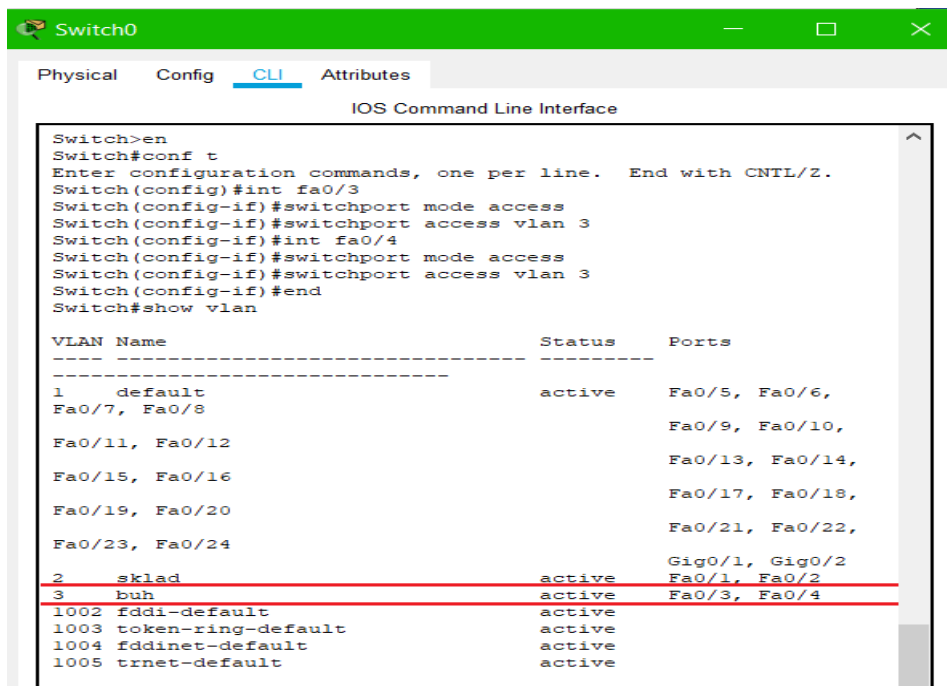 Switch0
Physical Config CLI Attributes
IOS Command Line Interface
Switch>en
Switch#conf t
Enter configuration commands, one per line. End with CNTL/Z.
Switch(config)#int fa0/3
Switch(config-if)#switchport mode access
Switch(config-if)#switchport access vlan 3
Switch(config-if)#int fa0/4
Switch(config-if)#switchport mode access
Switch(config-if)#switchport access vlan 3
Switch(config-if)#end
Switch#show vlan
VLAN Name Status Ports
---- -------------------------------- ---------
-------------------------------
1 default active Fa0/5, Fa0/6,
Fa0/7, Fa0/8
Fa0/9, Fa0/10,
Fa0/11, Fa0/12
Fa0/13, Fa0/14,
Fa0/15, Fa0/16
Fa0/17, Fa0/18,
Fa0/19, Fa0/20
Fa0/21, Fa0/22,
Fa0/23, Fa0/24
Gig0/1, Gig0/2
2 sklad active Fa0/1, Fa0/2
3 buh active Fa0/3, Fa0/4
1002 fddi-default active
1003 token-ring-default active
1004 fddinet-default active
1005 trnet-default active